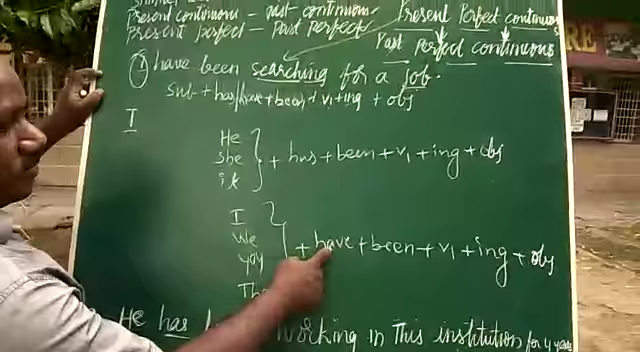 Present continuous - past continuous
Present perfect - Past perfect
Present Perfect continuous
Past perfect continuous
I have been searching for a job.
sub + has/have + been + v1 + ing + obj
I
He
She
it
+ has + been + v1 + ing + obj
I
We
you
+ have + been + v1 + ing + obj
He has working in This institution for 4 years
RE